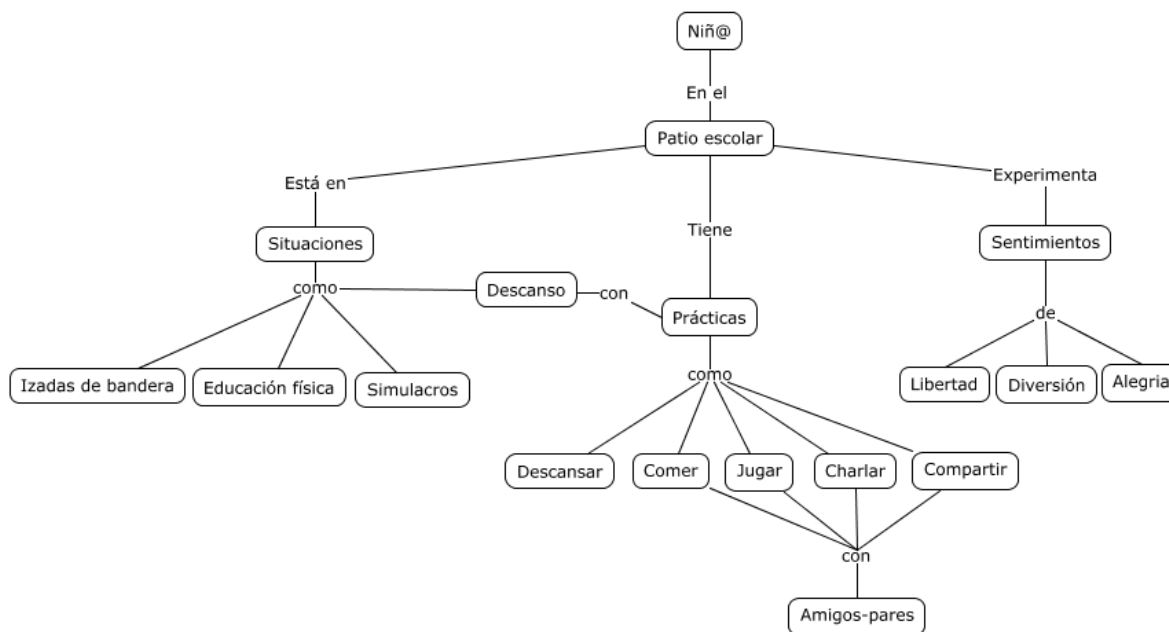 Niñ@
En el
Patio escolar
Está en
Tiene
Experimenta
Situaciones
Sentimientos
como
Descanso
con
Prácticas
de
Izadas de bandera
Educación física
Simulacros
como
Libertad
Diversión
Alegria
Descansar
Comer
Jugar
Charlar
Compartir
con
Amigos-pares